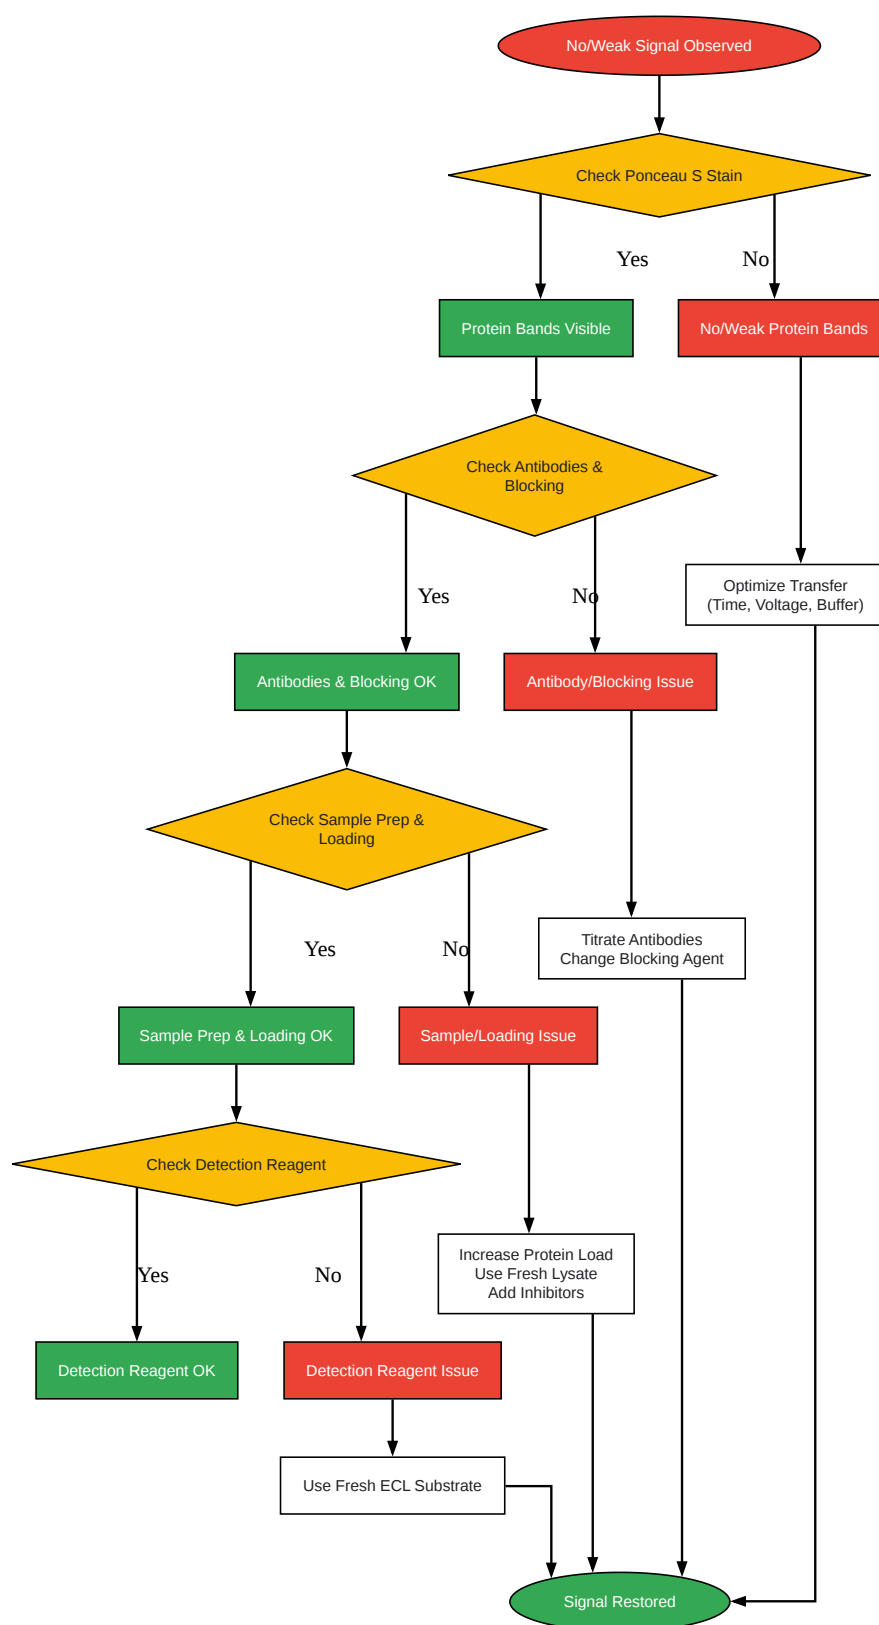 No/Weak Signal Observed
Check Ponceau S Stain
Yes
No
Protein Bands Visible
No/Weak Protein Bands
Check Antibodies &
Blocking
Optimize Transfer
(Time, Voltage, Buffer)
Yes
No
Antibodies & Blocking OK
Antibody/Blocking Issue
Check Sample Prep &
Loading
Titrate Antibodies
Change Blocking Agent
Yes
No
Sample Prep & Loading OK
Sample/Loading Issue
Check Detection Reagent
Increase Protein Load
Use Fresh Lysate
Add Inhibitors
Yes
No
Detection Reagent OK
Detection Reagent Issue
Use Fresh ECL Substrate
Signal Restored